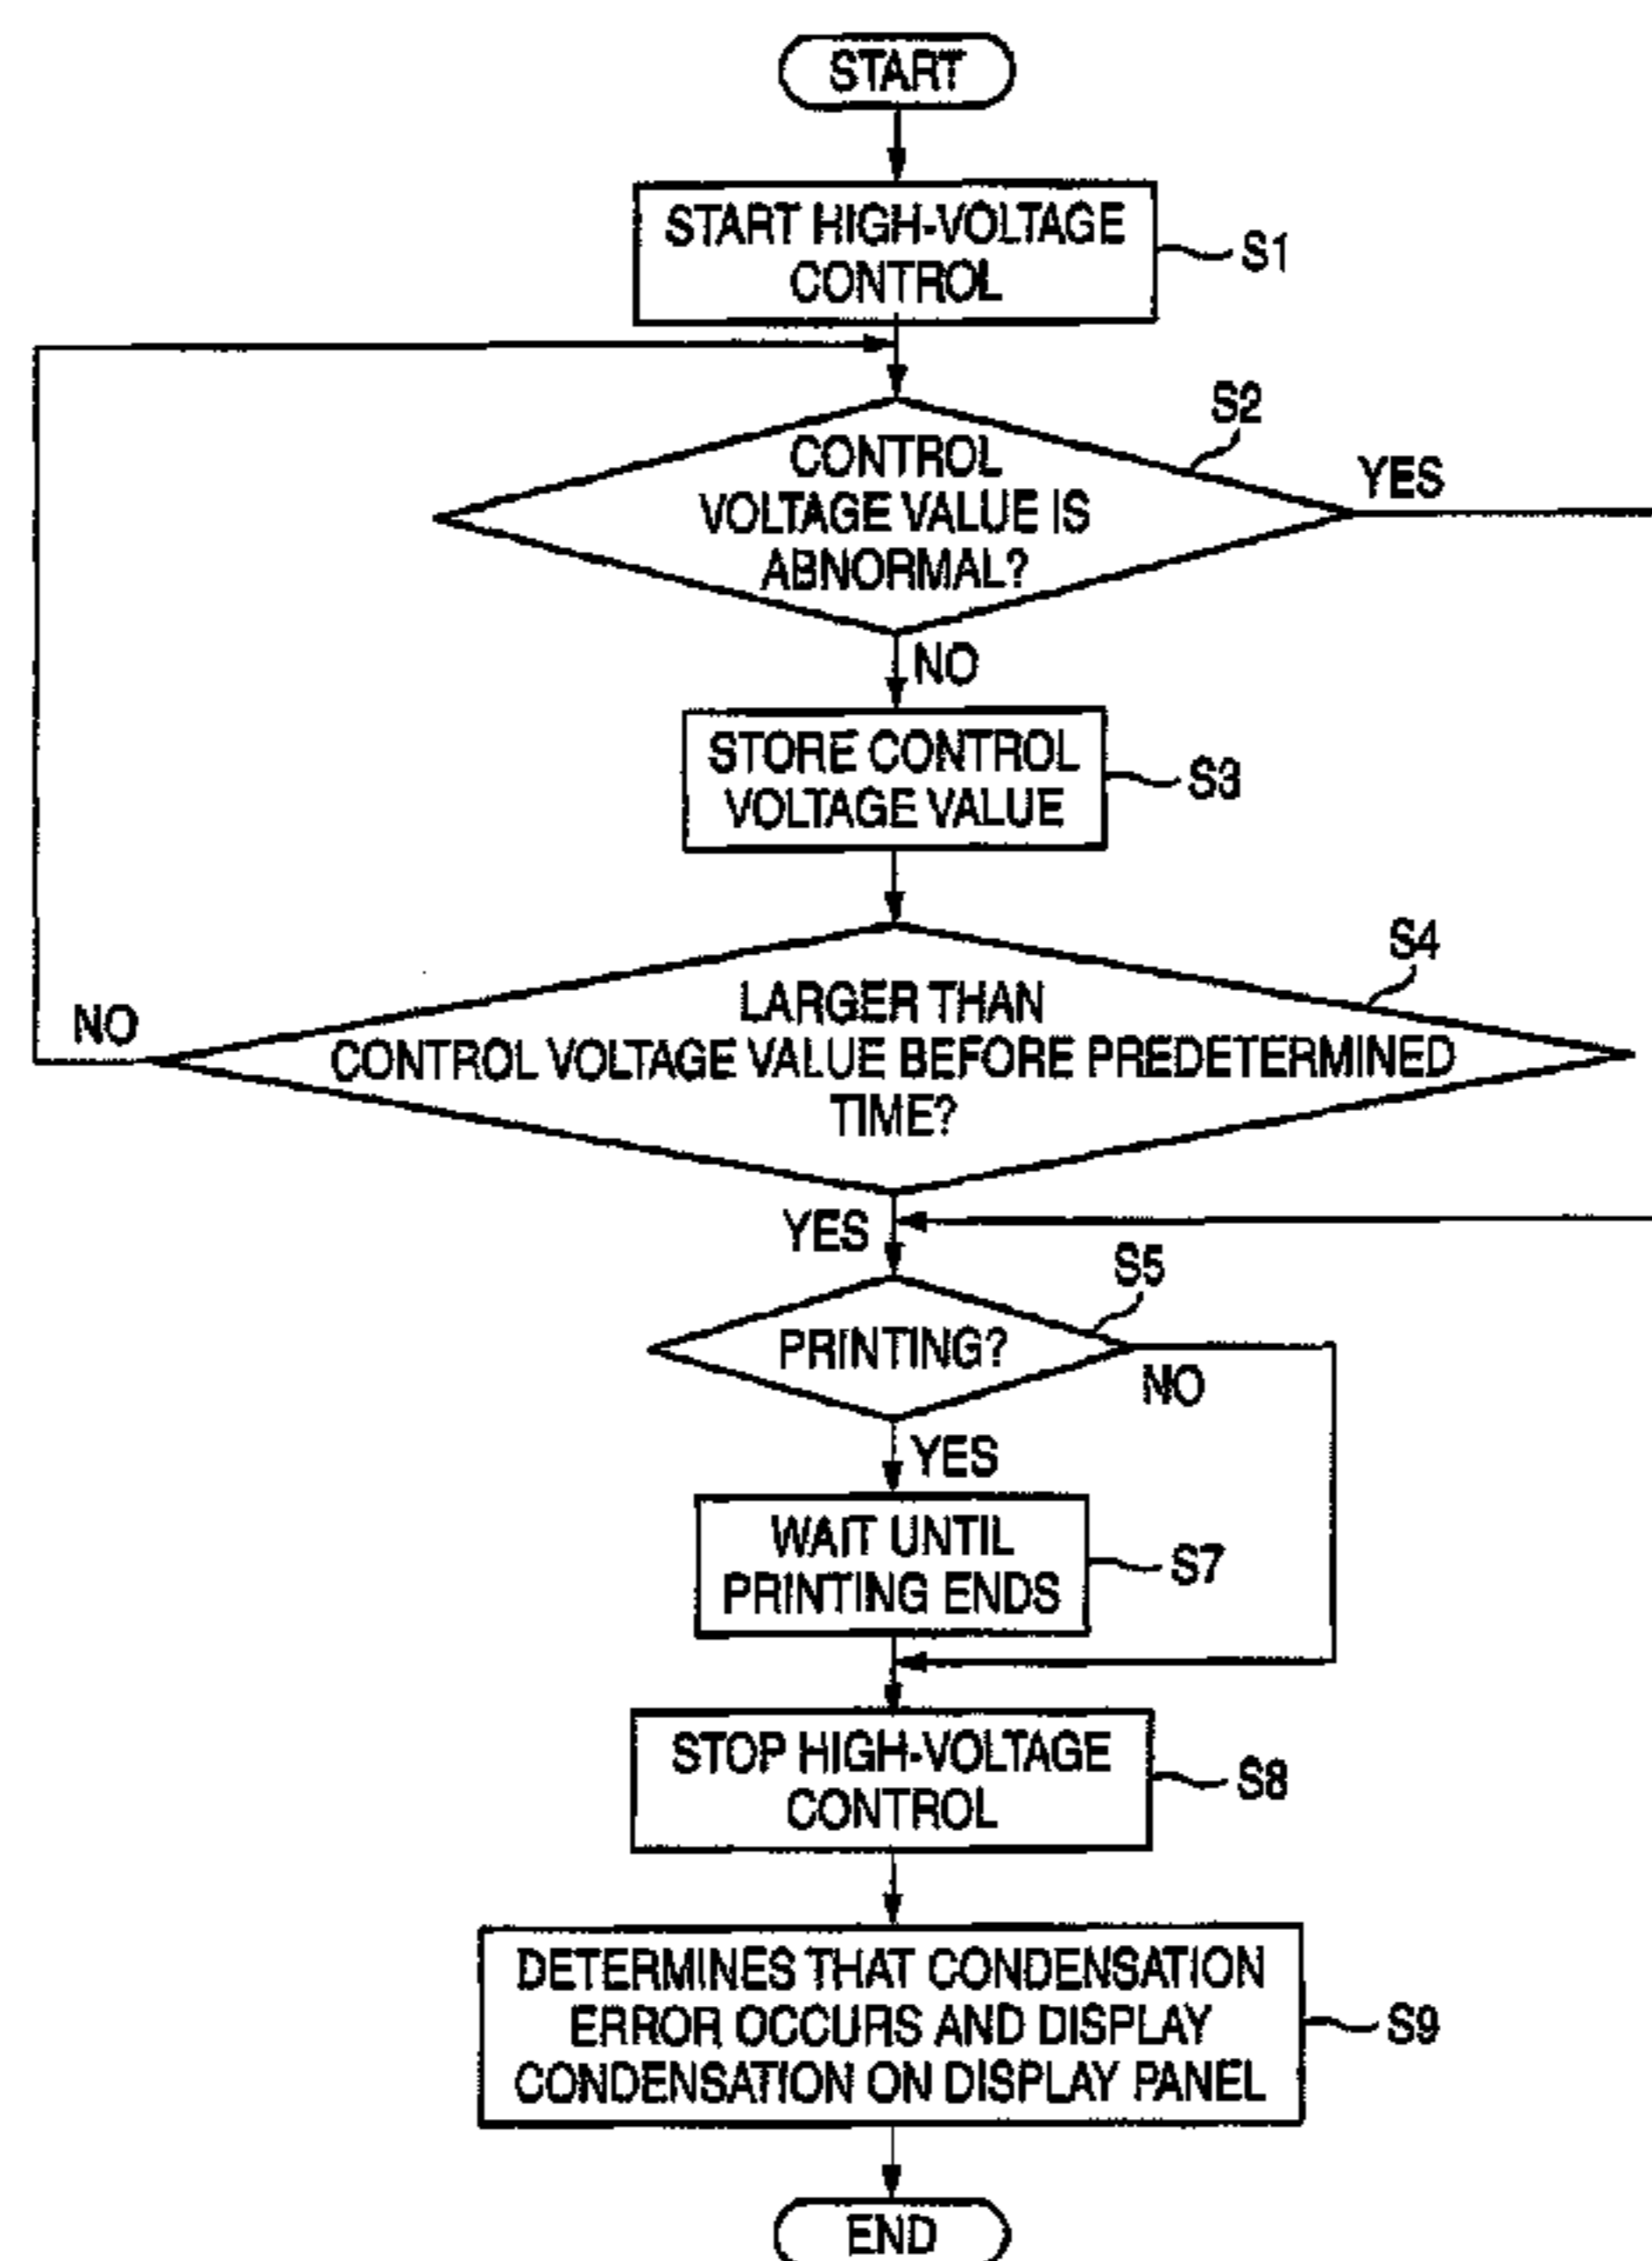 START
START HIGH-VOLTAGE
CONTROL
S1
S2
CONTROL
VOLTAGE VALUE IS
ABNORMAL?
YES
NO
STORE CONTROL
VOLTAGE VALUE
S3
S4
LARGER THAN
CONTROL VOLTAGE VALUE BEFORE PREDETERMINED
TIME?
NO
YES
S5
PRINTING?
NO
YES
WAIT UNTIL
PRINTING ENDS
S7
STOP HIGH-VOLTAGE
CONTROL
S8
DETERMINES THAT CONDENSATION
ERROR OCCURS AND DISPLAY
CONDENSATION ON DISPLAY PANEL
S9
END